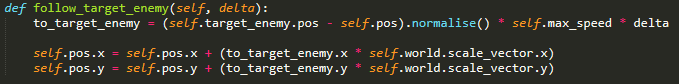 def follow_target_enemy(self, delta):
    to_target_enemy = (self.target_enemy.pos - self.pos).normalise() * self.max_speed * delta

    self.pos.x = self.pos.x + (to_target_enemy.x * self.world.scale_vector.x)
    self.pos.y = self.pos.y + (to_target_enemy.y * self.world.scale_vector.y)